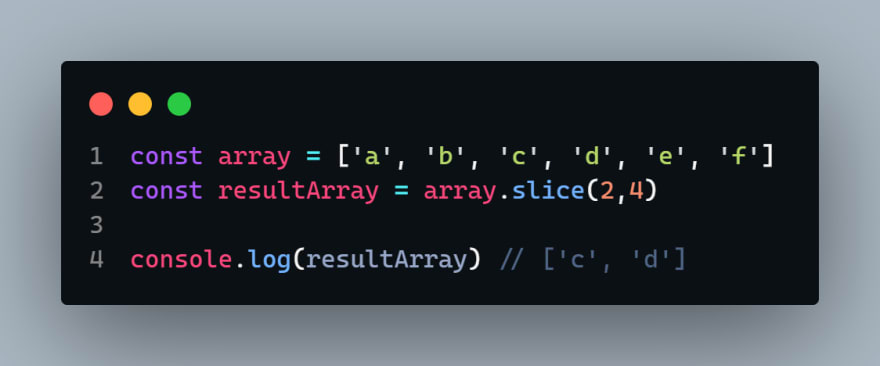 1 const array = ['a', 'b', 'c', 'd', 'e', 'f']
2 const resultArray = array.slice(2,4)
3
4 console.log(resultArray) // ['c', 'd']